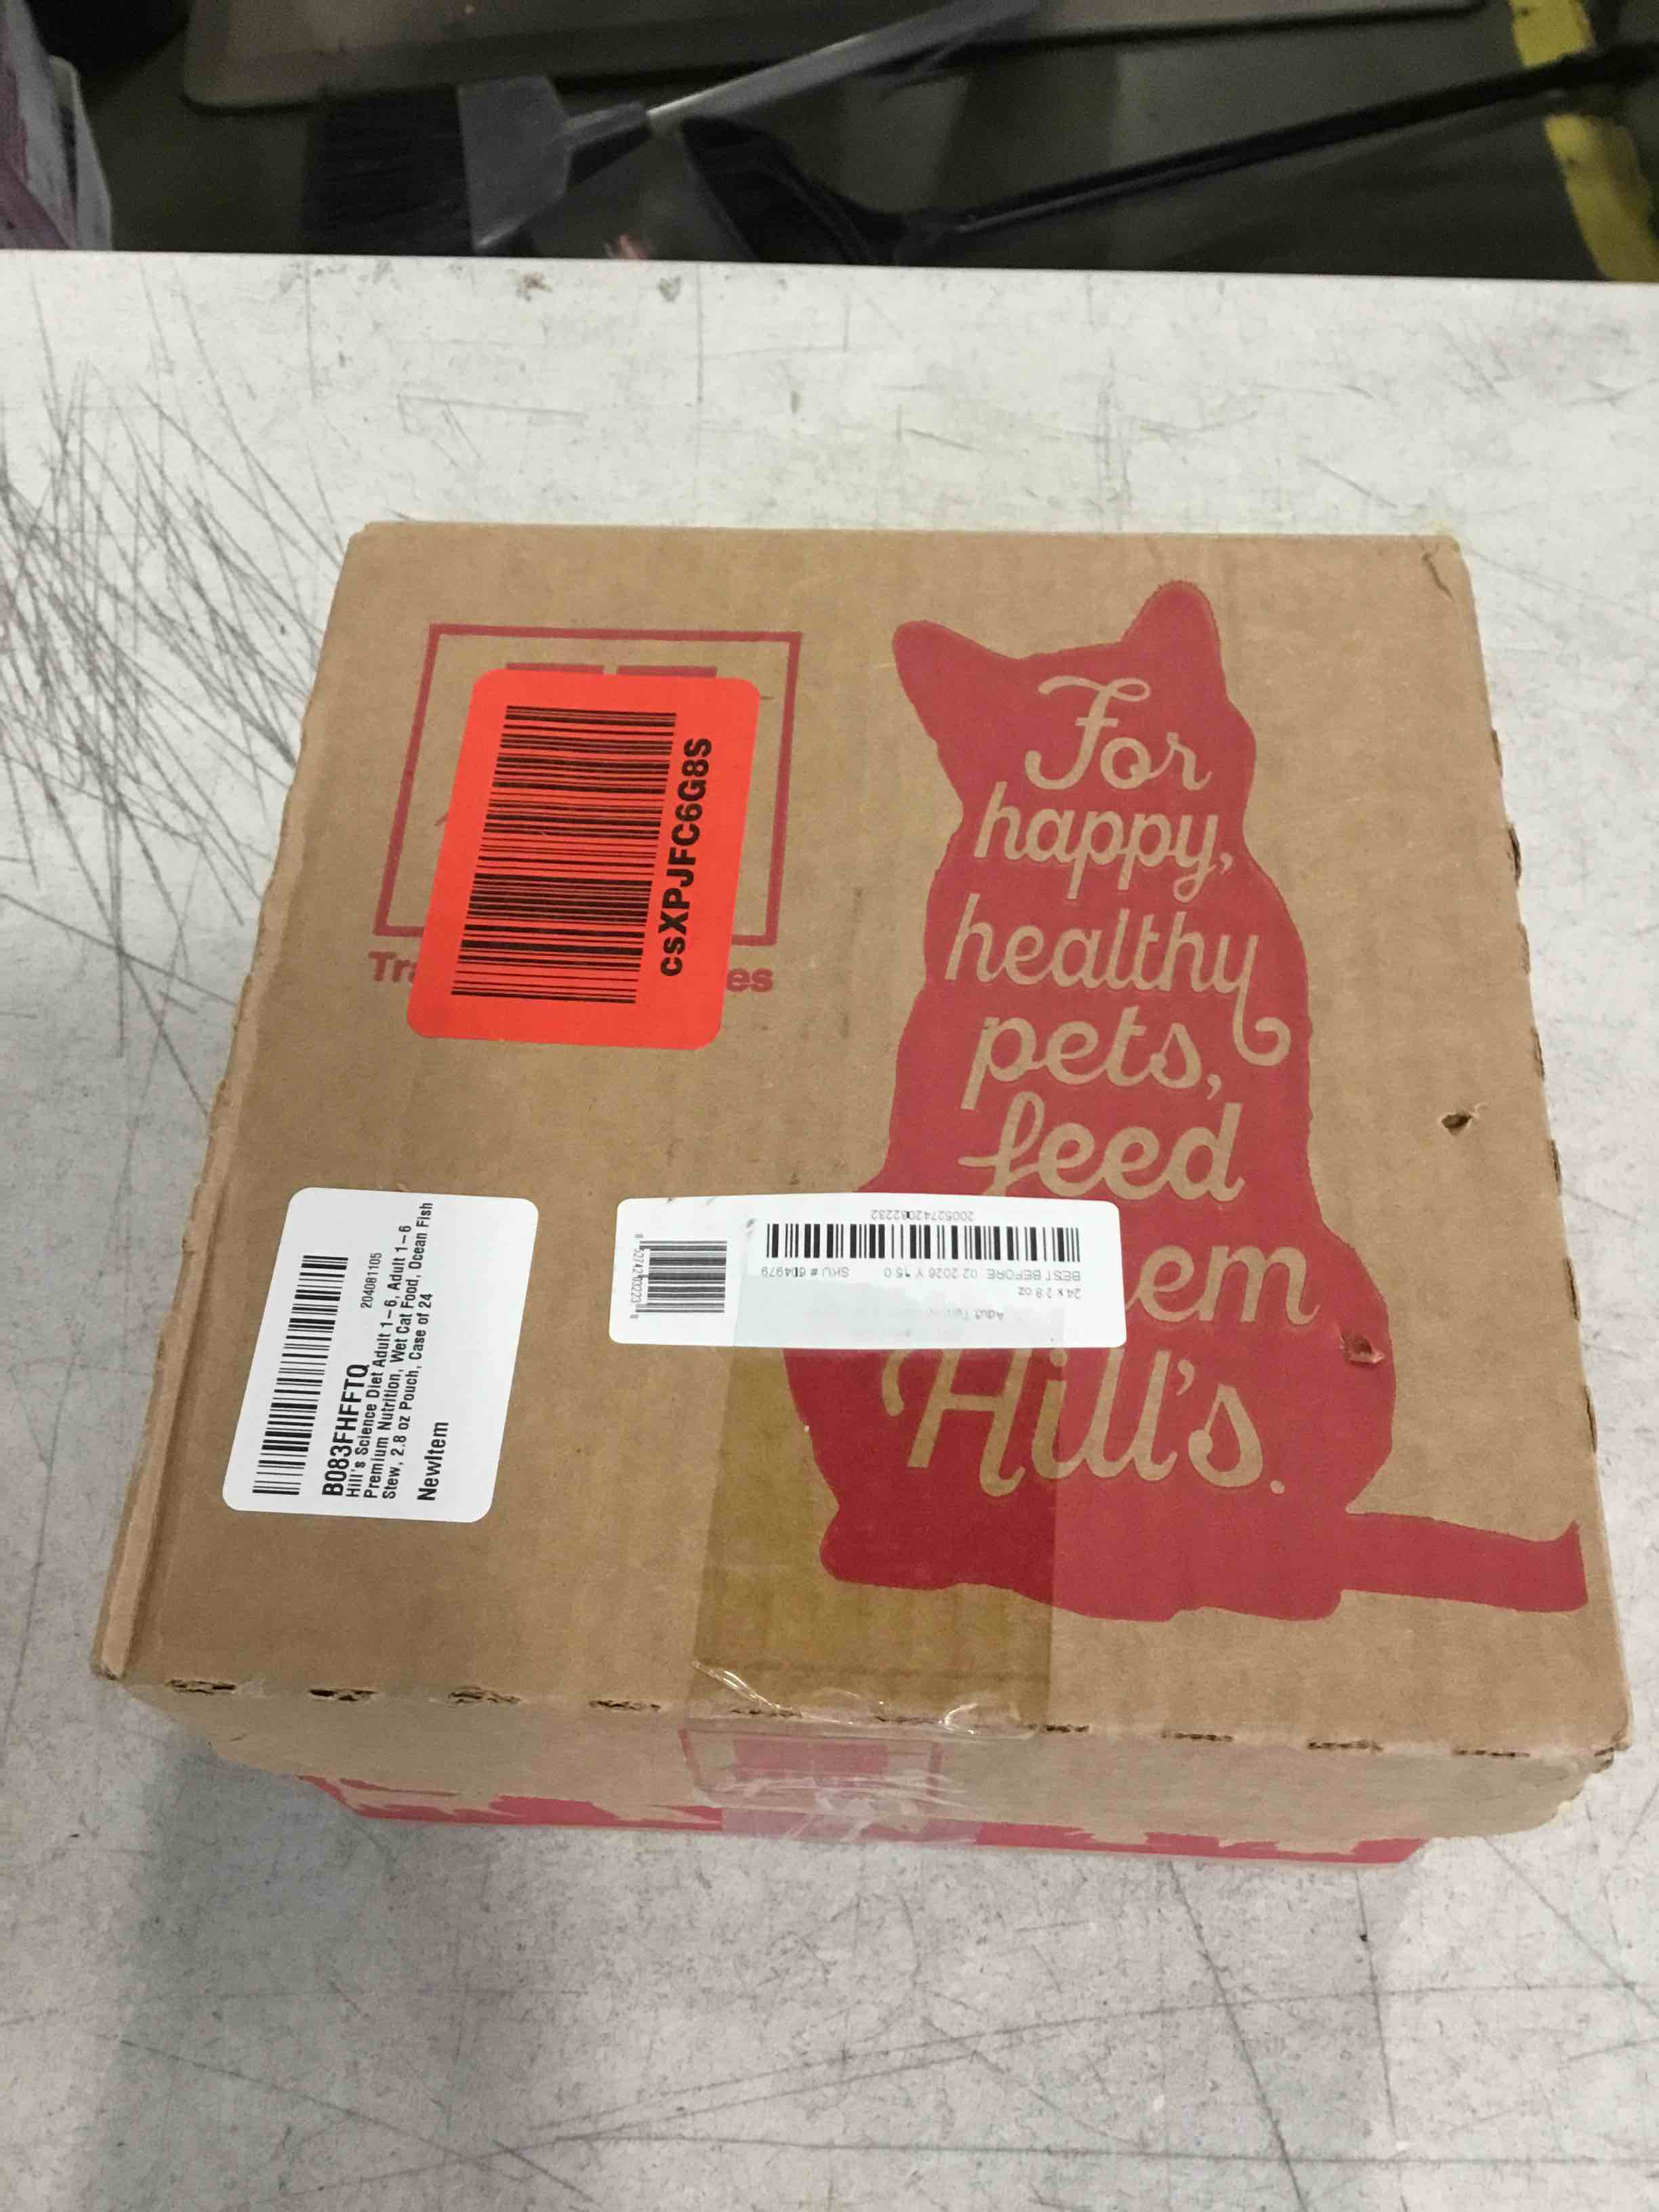 csXPJFC6G8S
For
happy,
healthy
pets,
feed
em
Hill's.
B083FHFFTQ
204081105
Hill's Science Diet Adult 1-6, Adult 1-6
Premium Nutrition, Wet Cat Food, Ocean Fish
Stew, 2.8 oz Pouch, Case of 24
NewItem
24 x 2.8 oz
BEST BEFORE 02 2026
SKU #